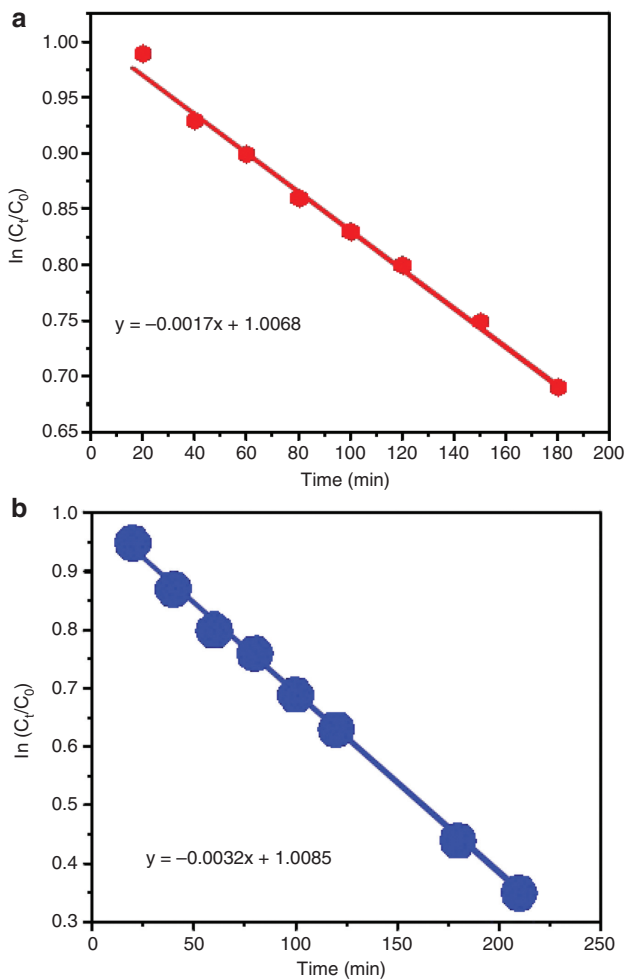 a
1.00
0.95
0.90
0.85
0.80
0.75
0.70
0.65
ln (Cₜ/C₀)
y = –0.0017x + 1.0068
0 20 40 60 80 100 120 140 160 180 200
Time (min)
b
1.0
0.9
0.8
0.7
0.6
0.5
0.4
0.3
ln (Cₜ/C₀)
y = –0.0032x + 1.0085
0 50 100 150 200 250
Time (min)